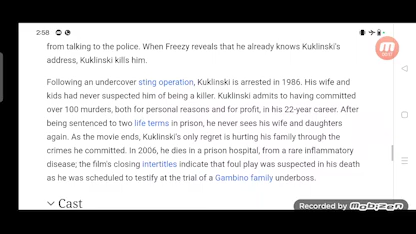 2:58
from talking to the police. When Freezy reveals that he already knows Kuklinski's
address, Kuklinski kills him.
Following an undercover sting operation, Kuklinski is arrested in 1986. His wife and
kids had never suspected him of being a killer. Kuklinski admits to having committed
over 100 murders, both for personal reasons and for profit, in his 22-year career. After
being sentenced to two life terms in prison, he never sees his wife and daughters
again. As the movie ends, Kuklinski's only regret is hurting his family through the
crimes he committed. In 2006, he dies in a prison hospital, from a rare inflammatory
disease; the film's closing intertitles indicate that foul play was suspected in his death
as he was scheduled to testify at the trial of a Gambino family underboss.
Cast
Recorded by Mobizen